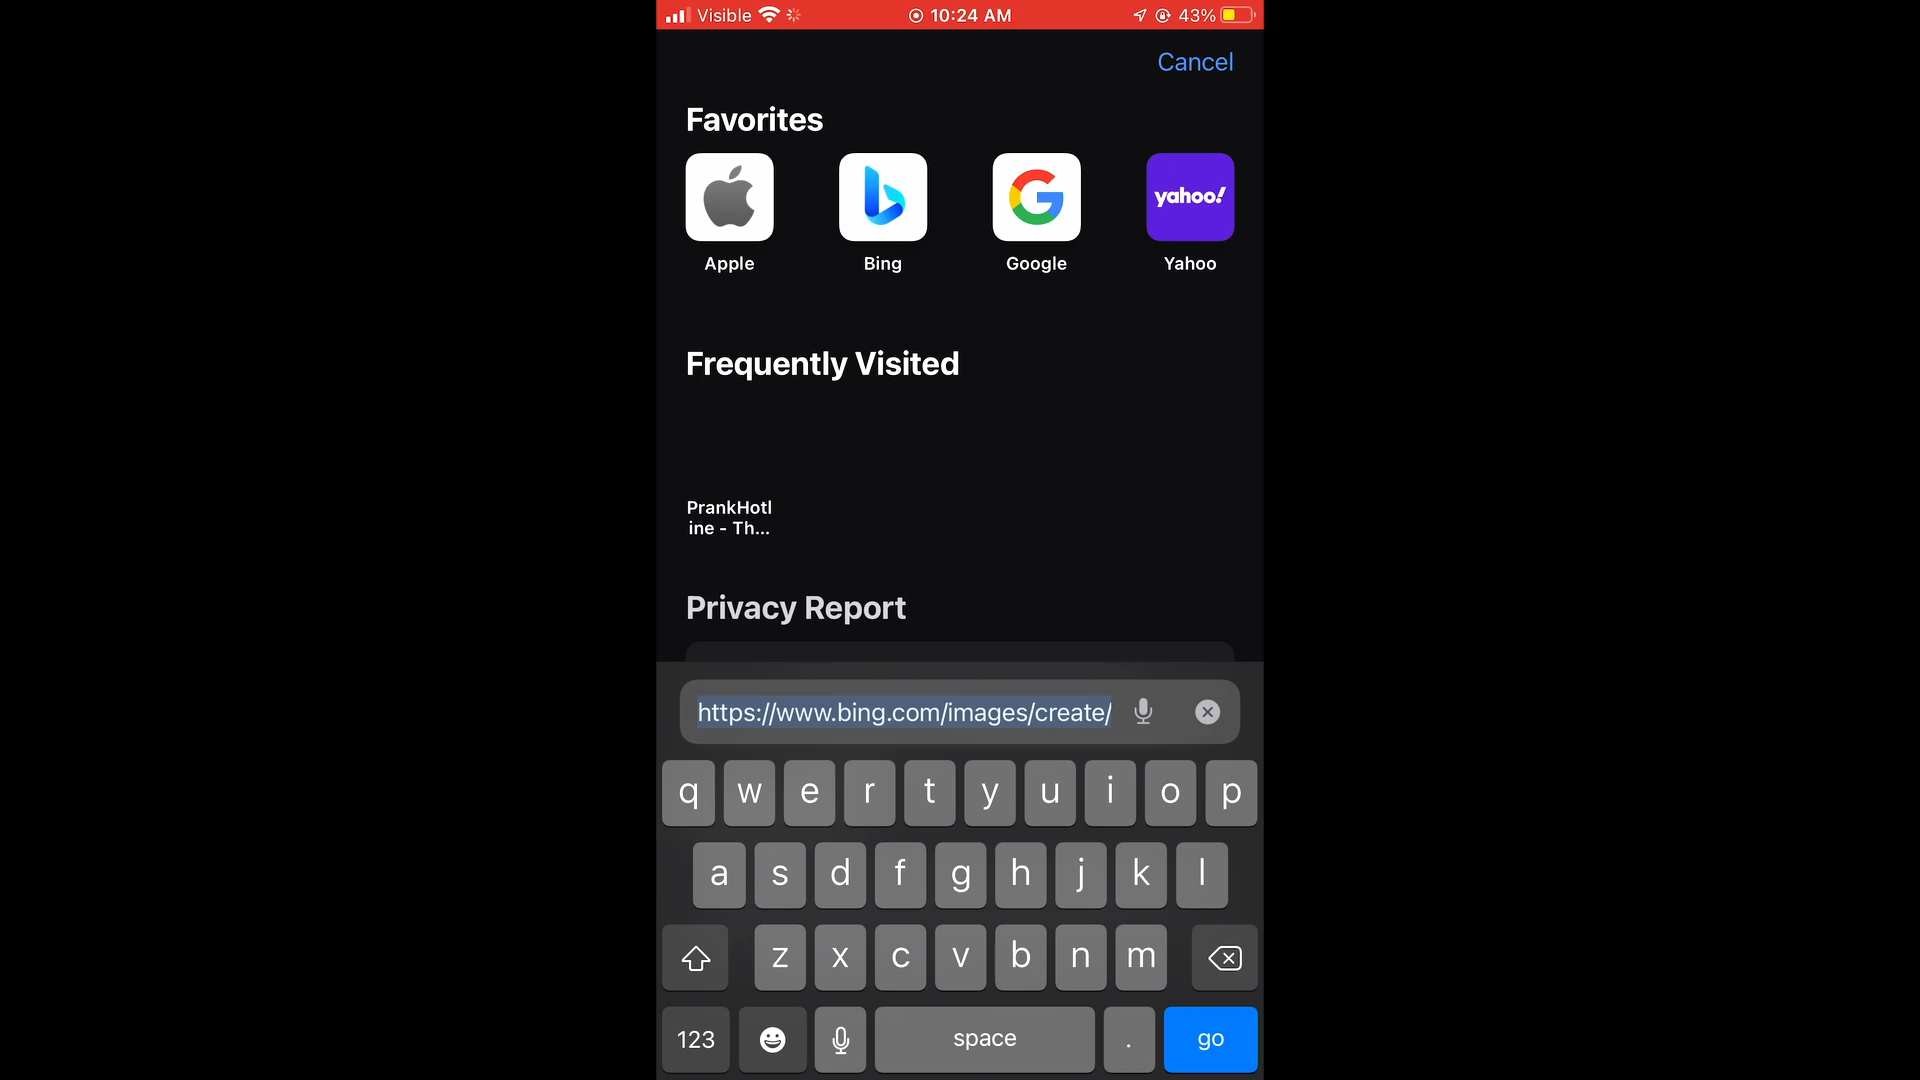 Visible 10:24 AM 43%
Cancel
Favorites
yahoo!
Apple Bing Google Yahoo
Frequently Visited
PrankHotl
ine - Th...
Privacy Report
https://www.bing.com/images/create/
q w e r t y u i o p
a s d f g h j k l
z x c v b n m
123 space . go